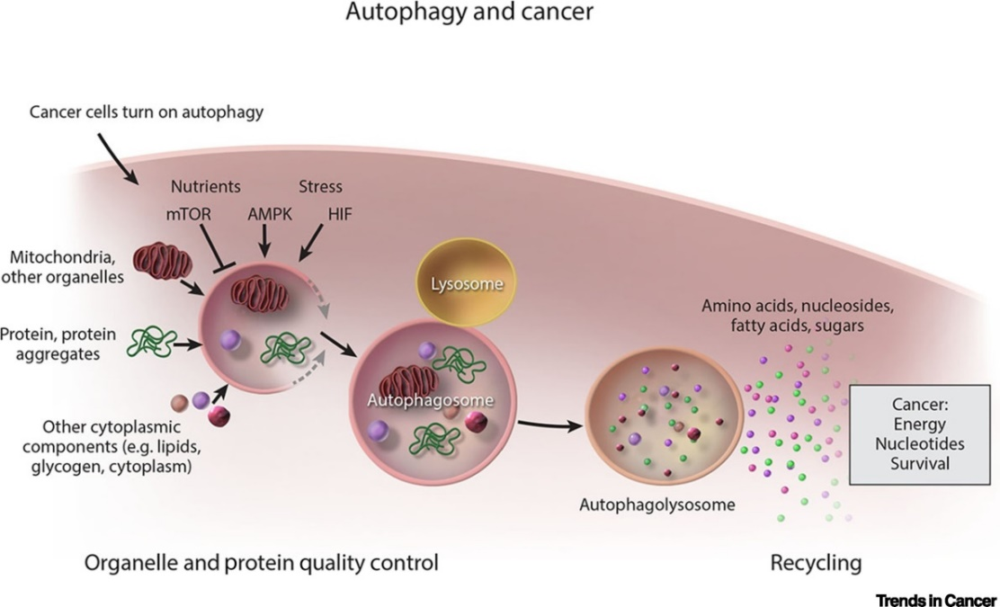 Autophagy and cancer
Cancer cells turn on autophagy
Nutrients
Stress
mTOR
AMPK
HIF
Mitochondria,
other organelles
Protein, protein
aggregates
Other cytoplasmic
components (e.g. lipids,
glycogen, cytoplasm)
Lysosome
Autophagosome
Autophagolysosome
Amino acids, nucleosides,
fatty acids, sugars
Cancer:
Energy
Nucleotides
Survival
Organelle and protein quality control
Recycling
Trends in Cancer